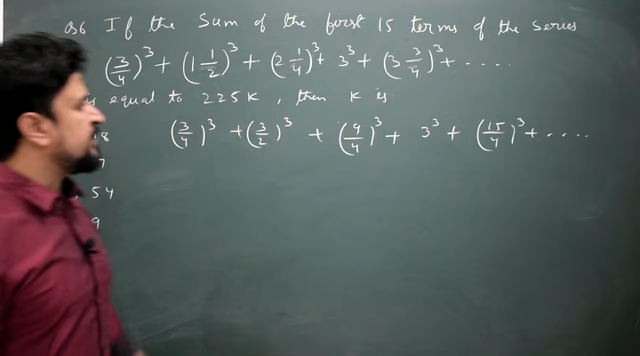 Q6 If the Sum of the first 15 terms of the series
(3/4)³ + (1 1/2)³ + (2 1/4)³ + 3³ + (3 3/4)³ + ....
is equal to 225K, then K is
8 (3/4)³ + (3/2)³ + (9/4)³ + 3³ + (15/4)³ + ....
7
54
9